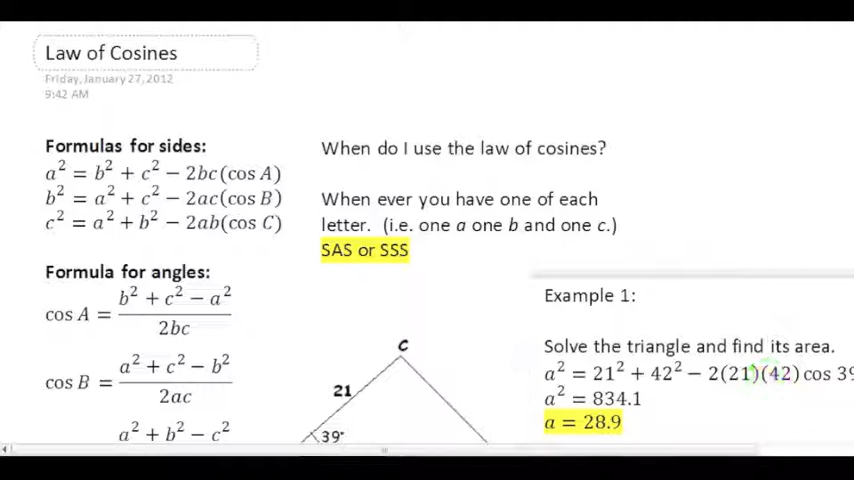 Law of Cosines
Friday, January 27, 2012
9:42 AM
Formulas for sides:
a² = b² + c² − 2bc(cos A)
b² = a² + c² − 2ac(cos B)
c² = a² + b² − 2ab(cos C)
When do I use the law of cosines?
When ever you have one of each
letter. (i.e. one a one b and one c.)
SAS or SSS
Formula for angles:
cos A = (b² + c² − a²) / 2bc
cos B = (a² + c² − b²) / 2ac
a² + b² − c²
C
21
39°
Example 1:
Solve the triangle and find its area.
a² = 21² + 42² − 2(21)(42) cos 39
a² = 834.1
a = 28.9